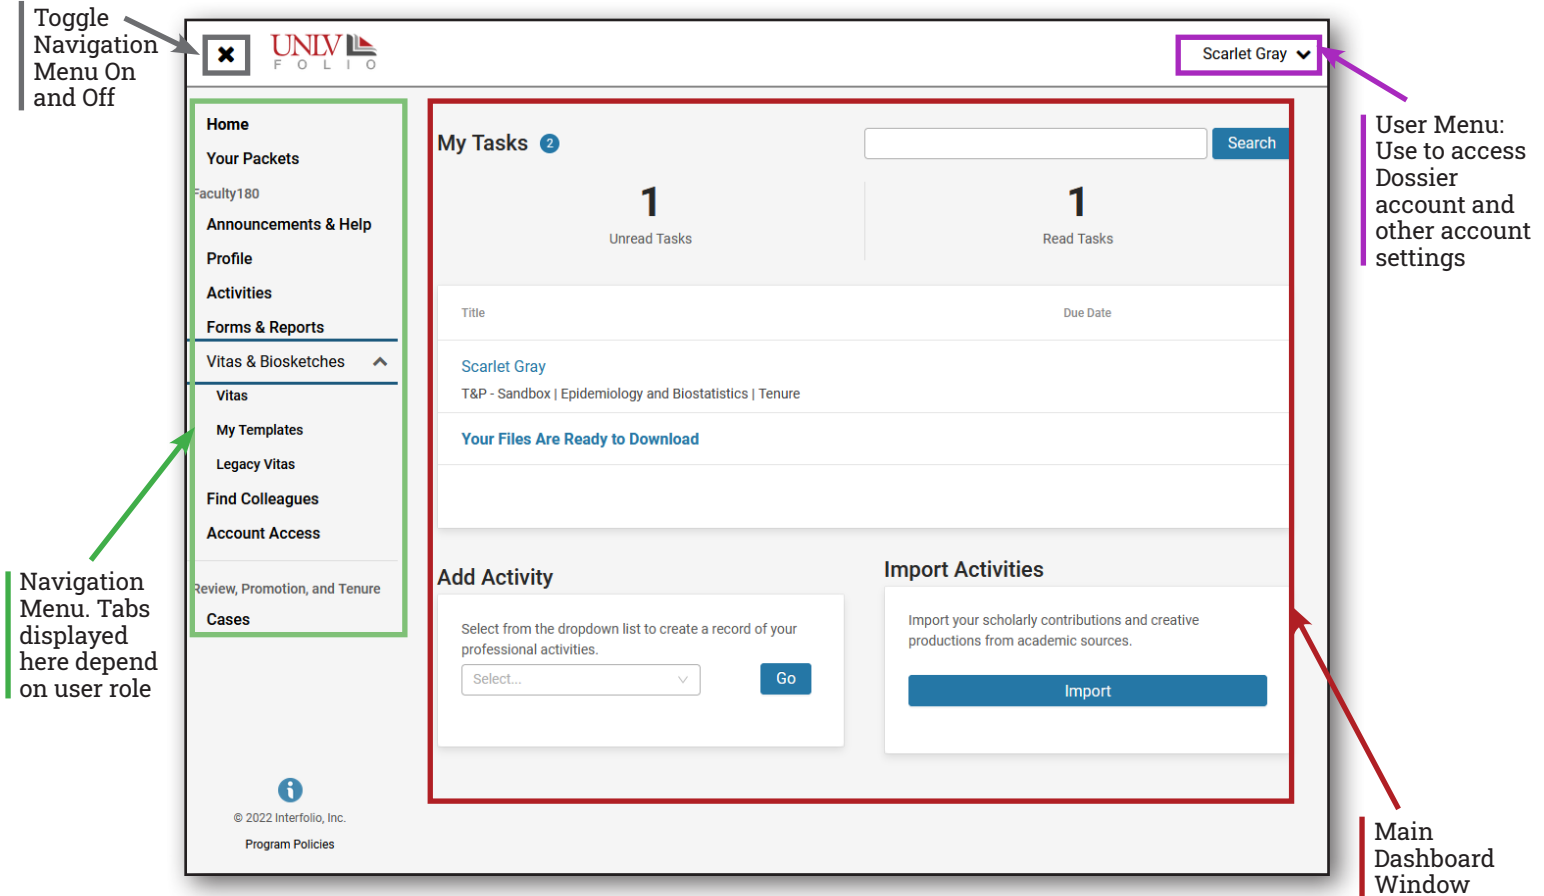 Toggle
Navigation
Menu On
and Off
UNLV
FOLIO
Scarlet Gray
User Menu:
Use to access
Dossier
account and
other account
settings
Home
Your Packets
Faculty180
Announcements & Help
Profile
Activities
Forms & Reports
Vitas & Biosketches
Vitas
My Templates
Legacy Vitas
Find Colleagues
Account Access
Review, Promotion, and Tenure
Cases
Navigation
Menu. Tabs
displayed
here depend
on user role
© 2022 Interfolio, Inc.
Program Policies
My Tasks 2
Search
1
Unread Tasks
1
Read Tasks
Title Due Date
Scarlet Gray
T&P - Sandbox | Epidemiology and Biostatistics | Tenure
Your Files Are Ready to Download
Add Activity
Select from the dropdown list to create a record of your
professional activities.
Select... Go
Import Activities
Import your scholarly contributions and creative
productions from academic sources.
Import
Main
Dashboard
Window